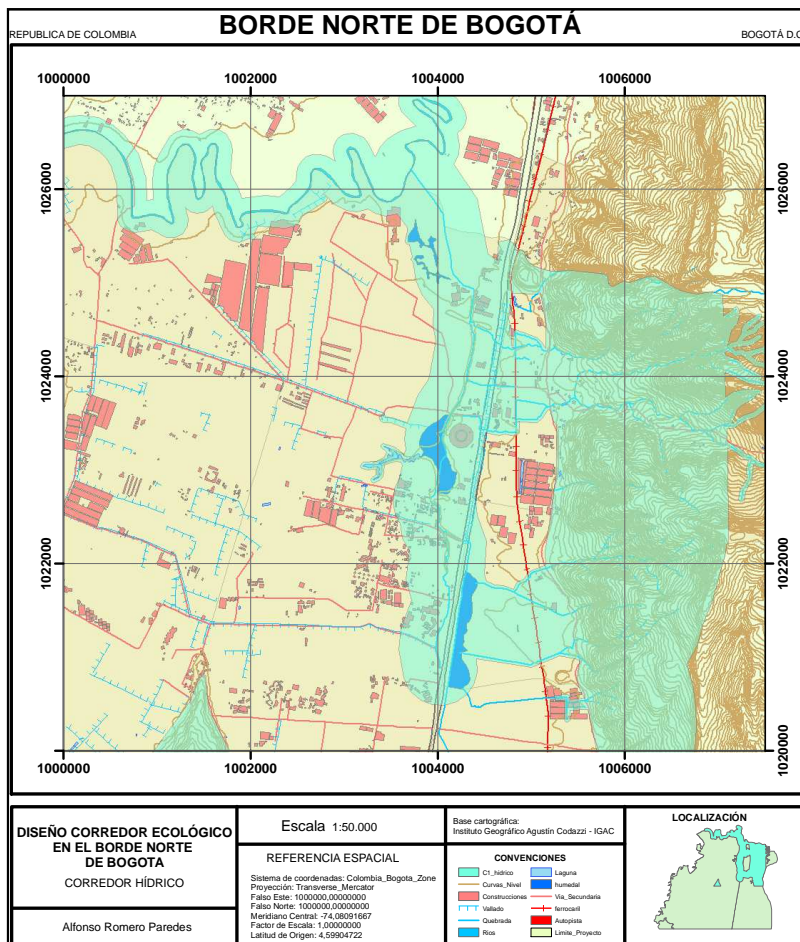 BORDE NORTE DE BOGOTÁ
REPUBLICA DE COLOMBIA
BOGOTÁ D.C
1000000 1002000 1004000 1006000
1026000 1026000
1024000 1024000
1022000 1022000
1020000 1020000
1000000 1002000 1004000 1006000
DISEÑO CORREDOR ECOLÓGICO
EN EL BORDE NORTE
DE BOGOTA
CORREDOR HÍDRICO
Alfonso Romero Paredes
Escala 1:50.000
REFERENCIA ESPACIAL
Sistema de coordenadas: Colombia_Bogota_Zone
Proyección: Transverse_Mercator
Falso Este: 1000000,00000000
Falso Norte: 1000000,00000000
Meridiano Central: -74,08091667
Factor de Escala: 1,00000000
Latitud de Origen: 4,59904722
Base cartográfica:
Instituto Geográfico Agustín Codazzi - IGAC
CONVENCIONES
C1_hidrico
Curvas_Nivel
Construcciones
Vallado
Quebrada
Rios
Laguna
humedal
Via_Secundaria
ferrocaril
Autopista
Limite_Proyecto
LOCALIZACIÓN